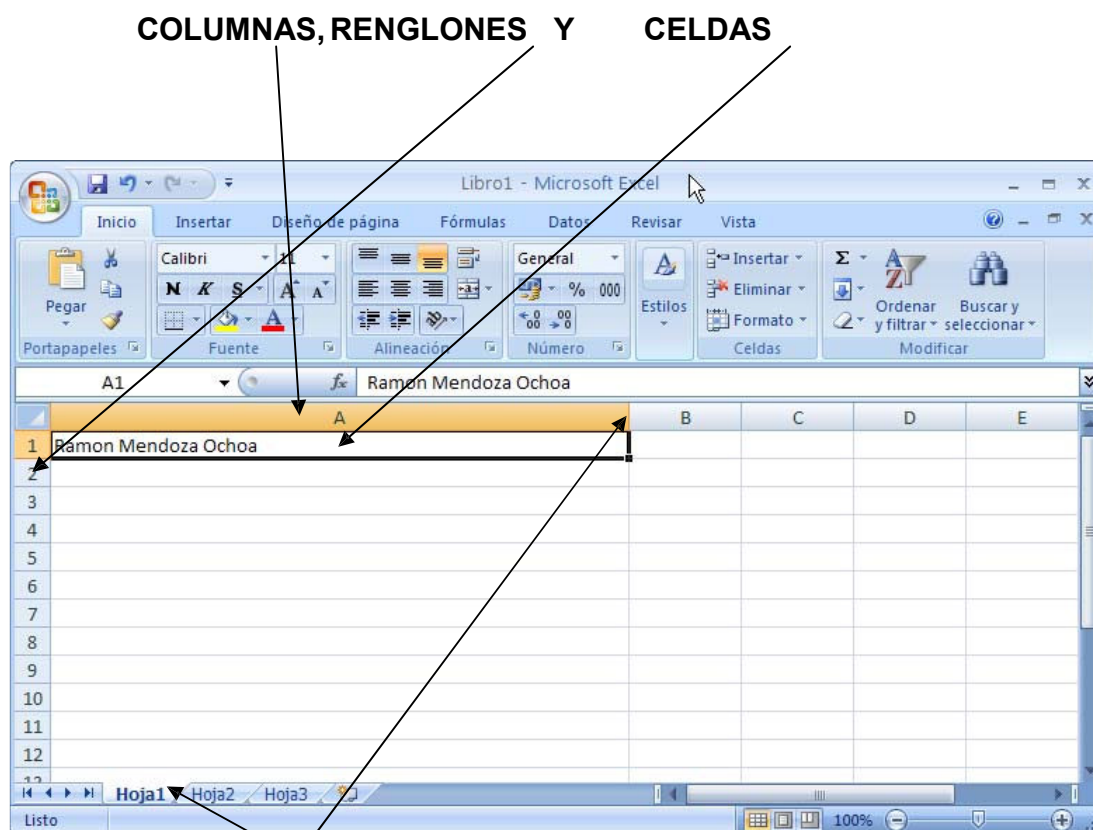 COLUMNAS, RENGLONES Y CELDAS
Libro1 - Microsoft Excel
Inicio Insertar Diseño de página Fórmulas Datos Revisar Vista
Calibri 11 General Insertar Σ
N K S A A % 000 Eliminar
Pegar Estilos Ordenar y filtrar Buscar y seleccionar
A Formato
Portapapeles Fuente Alineación Número Celdas Modificar
A1 fx Ramon Mendoza Ochoa
A B C D E
1 Ramon Mendoza Ochoa
2
3
4
5
6
7
8
9
10
11
12
13
Hoja1 Hoja2 Hoja3
Listo 100%